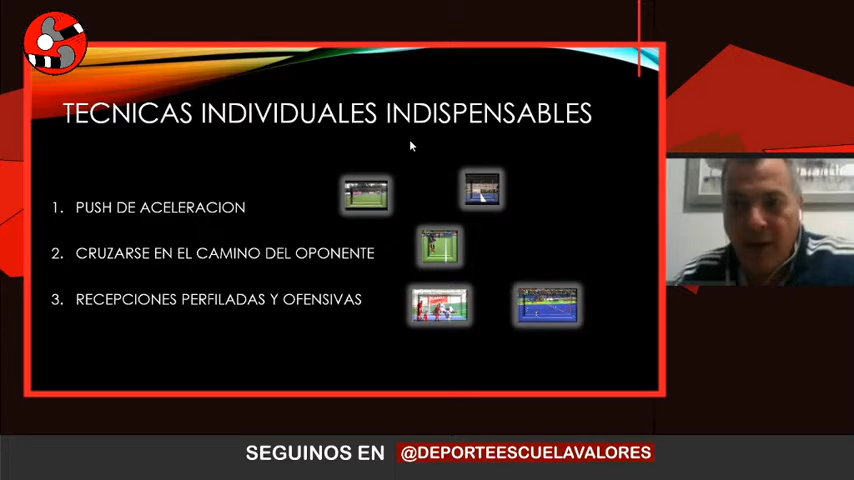 TECNICAS INDIVIDUALES INDISPENSABLES
1. PUSH DE ACELERACION
2. CRUZARSE EN EL CAMINO DEL OPONENTE
3. RECEPCIONES PERFILADAS Y OFENSIVAS
SEGUINOS EN @DEPORTEESCUELAVALORES